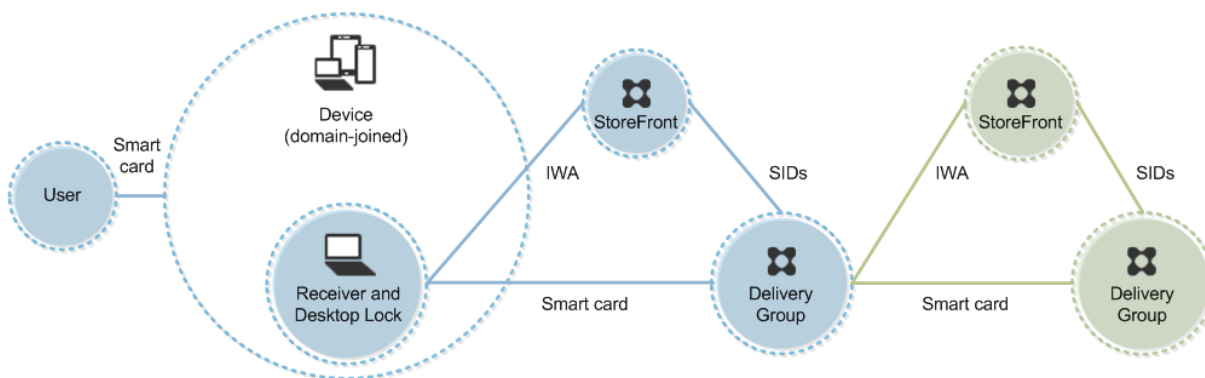 User
Smart
card
Device
(domain-joined)
Receiver and
Desktop Lock
IWA
StoreFront
SIDs
Smart card
Delivery
Group
IWA
StoreFront
SIDs
Smart card
Delivery
Group